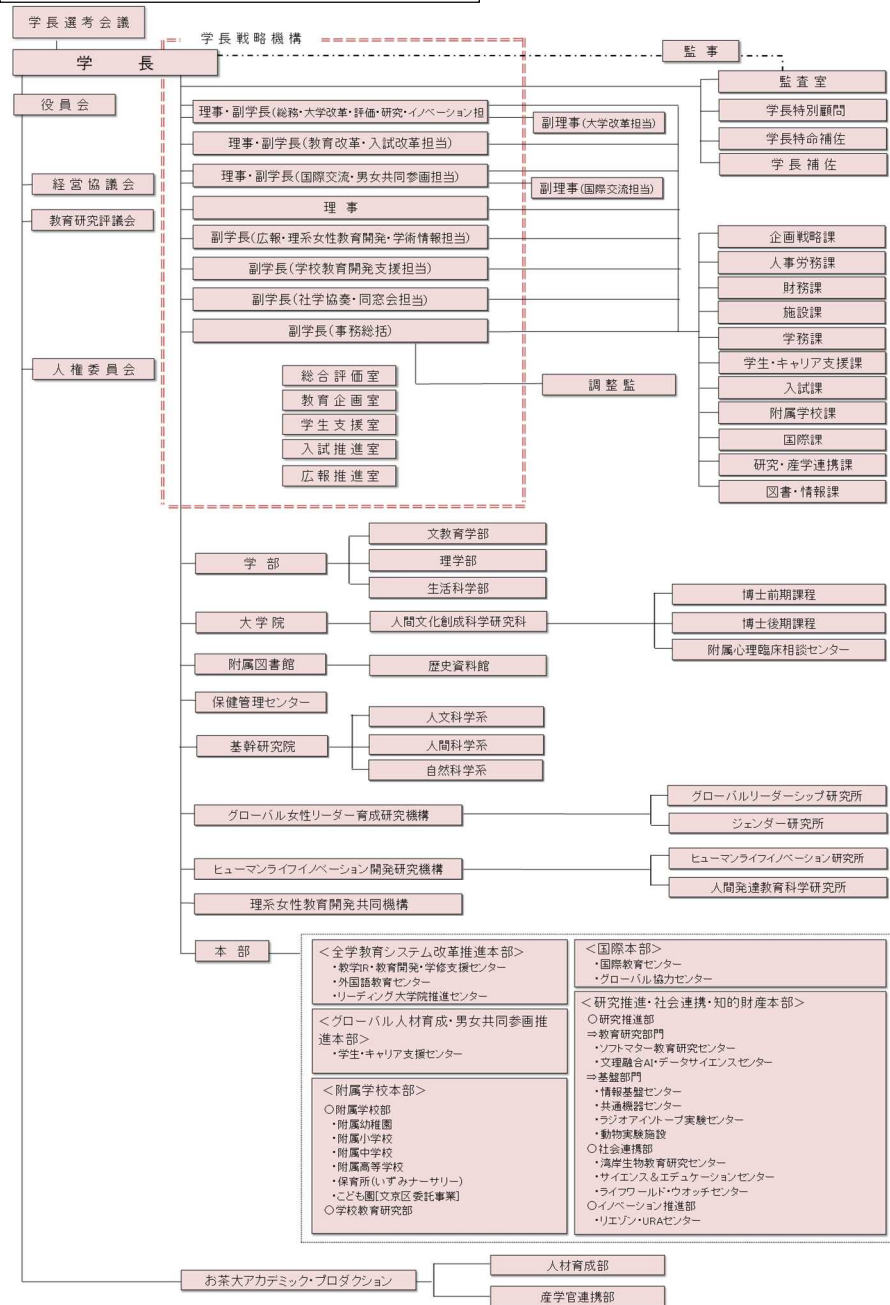 学長選考会議
学長戦略機構
監事
学長
監査室
役員会
理事・副学長(総務・大学改革・評価・研究・イノベーション担
学長特別顧問
副理事(大学改革担当)
理事・副学長(教育改革・入試改革担当)
学長特命補佐
学長補佐
理事・副学長(国際交流・男女共同参画担当)
経営協議会
副理事(国際交流担当)
理事
教育研究評議会
副学長(広報・理系女性教育開発・学術情報担当)
企画戦略課
人事労務課
副学長(学校教育開発支援担当)
財務課
副学長(社学協奏・同窓会担当)
施設課
副学長(事務総括)
学務課
人権委員会
学生・キャリア支援課
総合評価室
調整監
入試課
教育企画室
附属学校課
学生支援室
国際課
入試推進室
研究・産学連携課
広報推進室
図書・情報課
文教育学部
学部
理学部
生活科学部
博士前期課程
大学院
人間文化創成科学研究科
博士後期課程
附属心理臨床相談センター
附属図書館
歴史資料館
保健管理センター
人文科学系
基幹研究院
人間科学系
自然科学系
グローバルリーダーシップ研究所
グローバル女性リーダー育成研究機構
ジェンダー研究所
ヒューマンライフイノベーション研究所
ヒューマンライフイノベーション開発研究機構
人間発達教育科学研究所
理系女性教育開発共同機構
本部
<全学教育システム改革推進本部>
・教学IR・教育開発・学修支援センター
・外国語教育センター
・リーディング大学院推進センター
<グローバル人材育成・男女共同参画推
進本部>
・学生・キャリア支援センター
<附属学校本部>
○附属学校部
・附属幼稚園
・附属小学校
・附属中学校
・附属高等学校
・保育所(いずみナーサリー)
・こども園[文京区委託事業]
○学校教育研究部
<国際本部>
・国際教育センター
・グローバル協力センター
<研究推進・社会連携・知的財産本部>
○研究推進部
⇒教育研究部門
・ソフトマター教育研究センター
・文理融合AI・データサイエンスセンター
⇒基盤部門
・情報基盤センター
・共通機器センター
・ラジオアイソトープ実験センター
・動物実験施設
○社会連携部
・湾岸生物教育研究センター
・サイエンス&エデュケーションセンター
・ライフワールド・ウオッチセンター
○イノベーション推進部
・リエゾン・URAセンター
人材育成部
お茶大アカデミック・プロダクション
産学官連携部